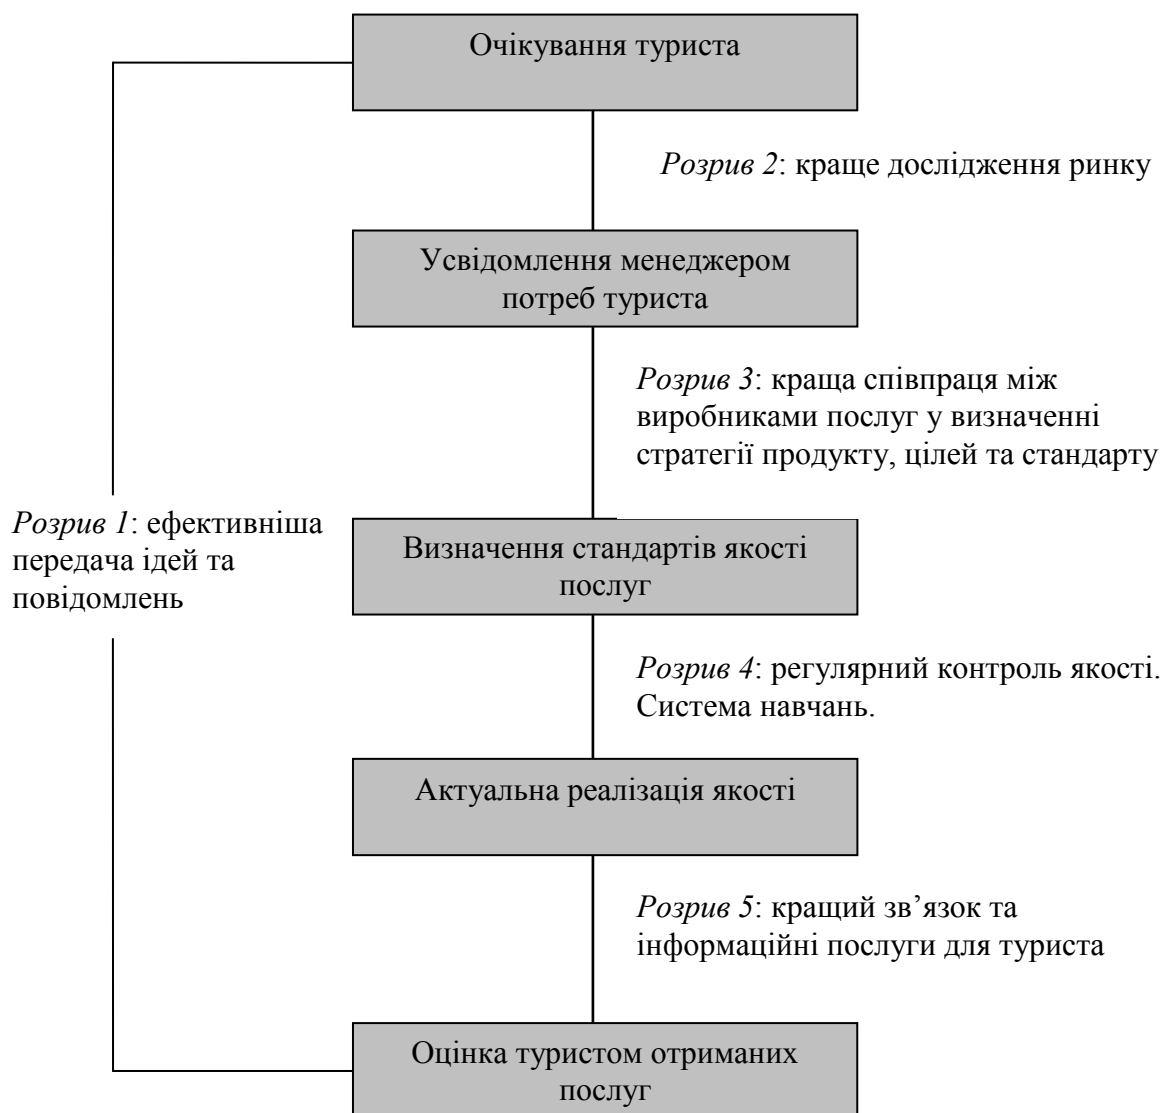 Очікування туриста
Розрив 2: краще дослідження ринку
Усвідомлення менеджером
потреб туриста
Розрив 3: краща співпраця між
виробниками послуг у визначенні
стратегії продукту, цілей та стандарту
Розрив 1: ефективніша
передача ідей та
повідомлень
Визначення стандартів якості
послуг
Розрив 4: регулярний контроль якості.
Система навчань.
Актуальна реалізація якості
Розрив 5: кращий зв’язок та
інформаційні послуги для туриста
Оцінка туристом отриманих
послуг